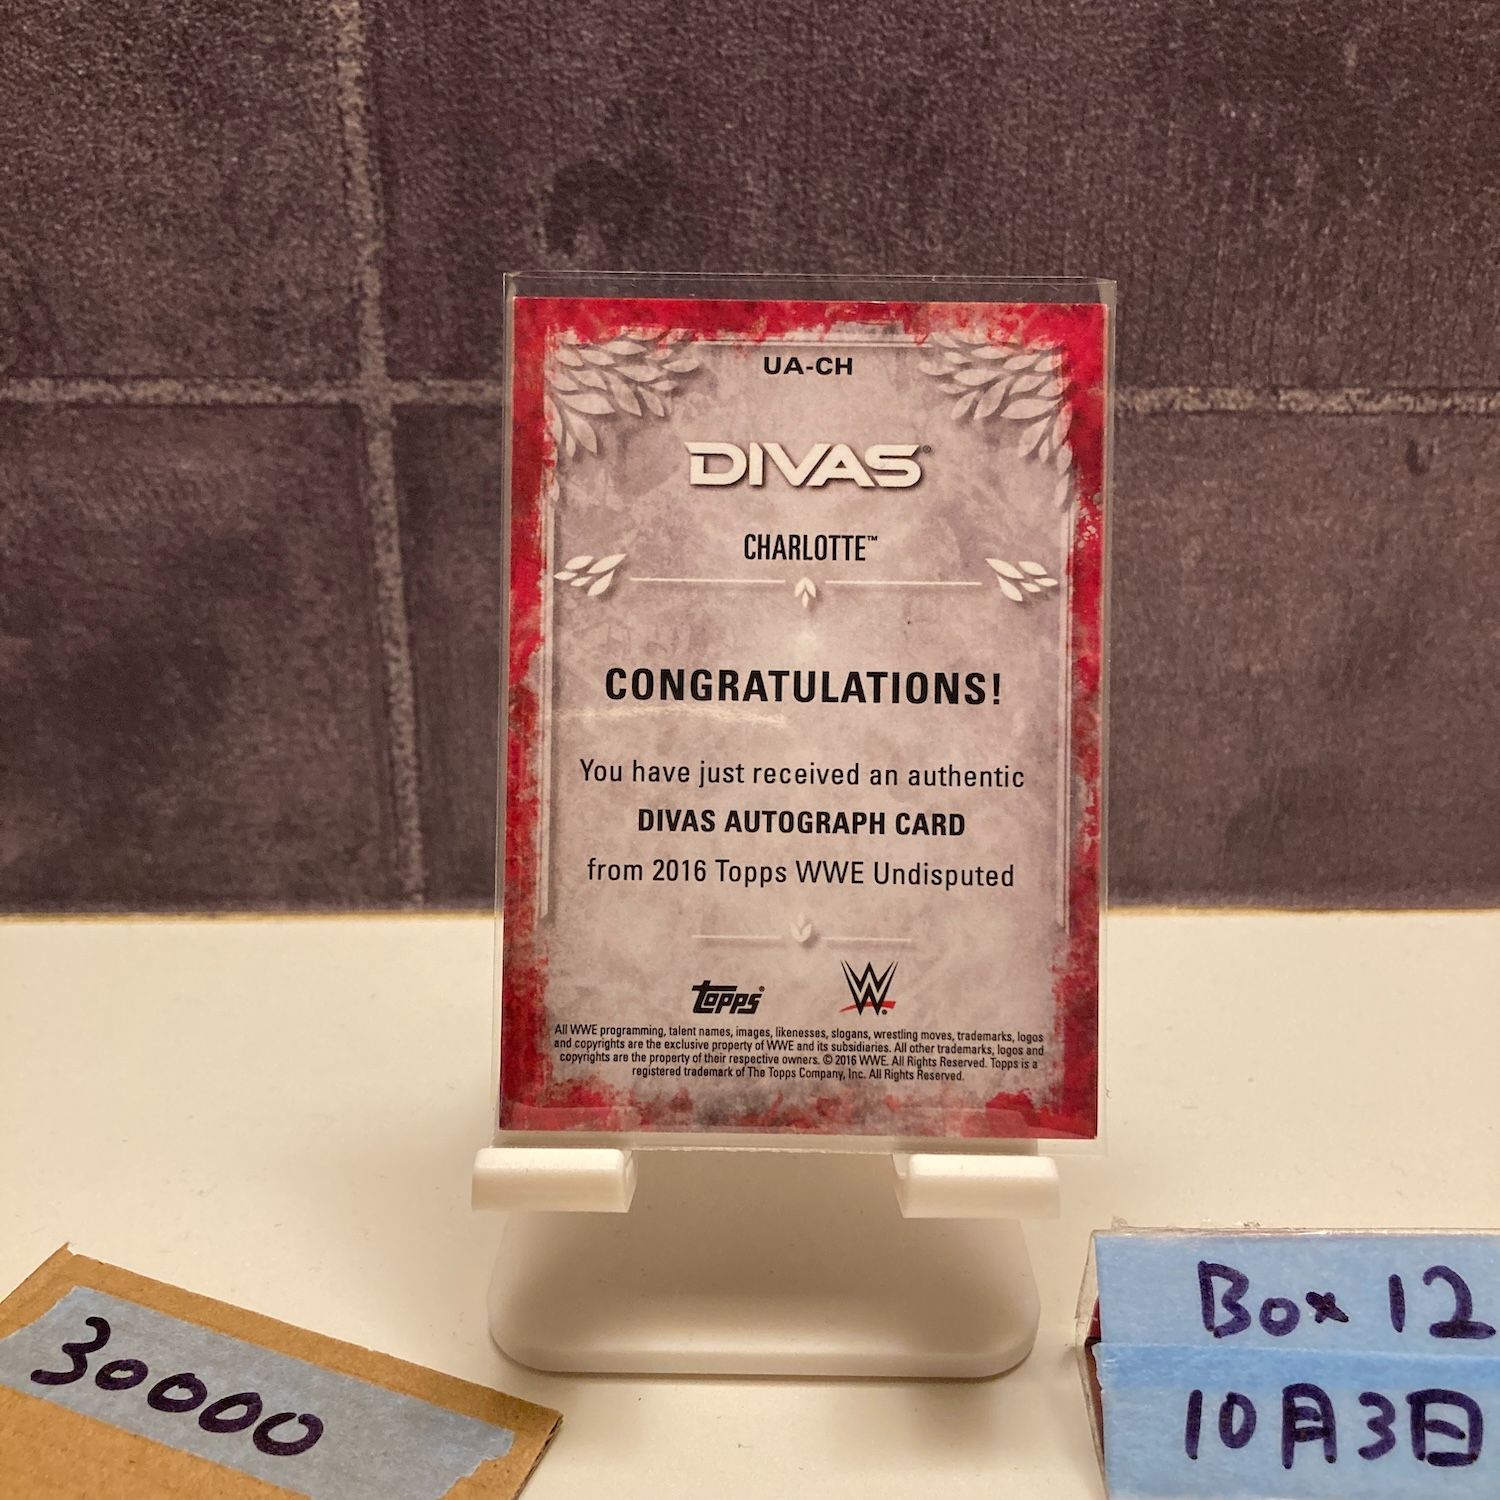 UA-CH
DIVAS®
CHARLOTTE™
CONGRATULATIONS!
You have just received an authentic
DIVAS AUTOGRAPH CARD
from 2016 Topps WWE Undisputed
topps®
W®
All WWE programming, talent names, images, likenesses, slogans, wrestling moves, trademarks, logos
and copyrights are the exclusive property of WWE and its subsidiaries. All other trademarks, logos and
copyrights are the property of their respective owners. © 2016 WWE. All Rights Reserved. Topps is a
registered trademark of The Topps Company, Inc. All Rights Reserved.
30000
Box 12
10月3日